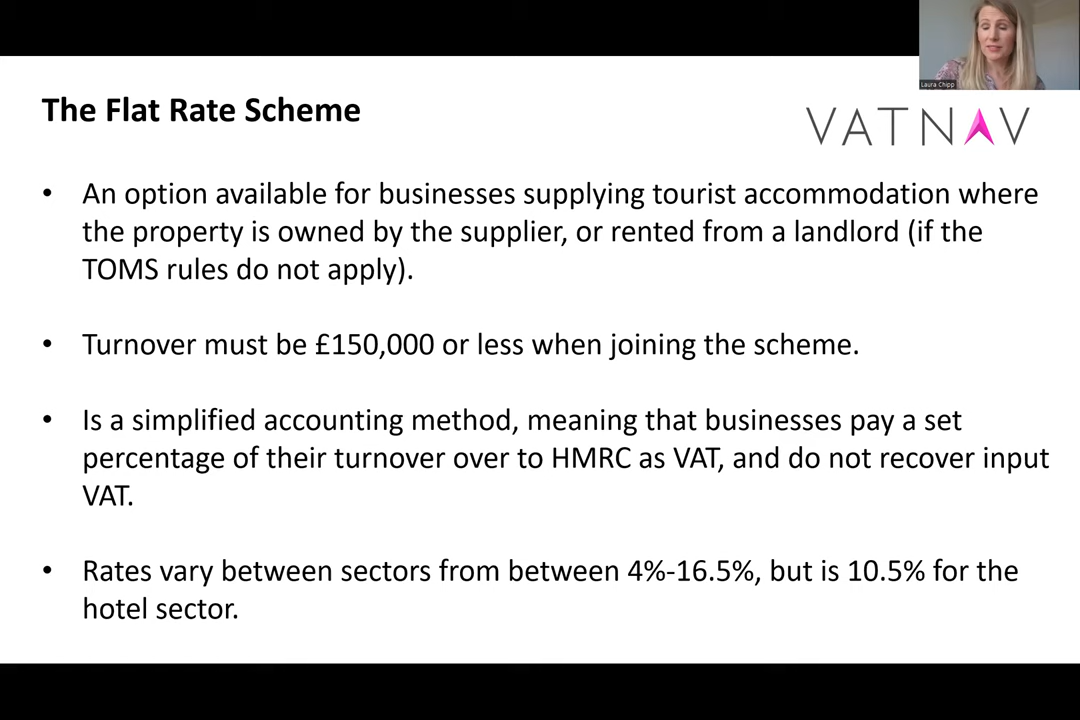 Laura Chipp
The Flat Rate Scheme
VATNAV
• An option available for businesses supplying tourist accommodation where
the property is owned by the supplier, or rented from a landlord (if the
TOMS rules do not apply).
• Turnover must be £150,000 or less when joining the scheme.
• Is a simplified accounting method, meaning that businesses pay a set
percentage of their turnover over to HMRC as VAT, and do not recover input
VAT.
• Rates vary between sectors from between 4%-16.5%, but is 10.5% for the
hotel sector.